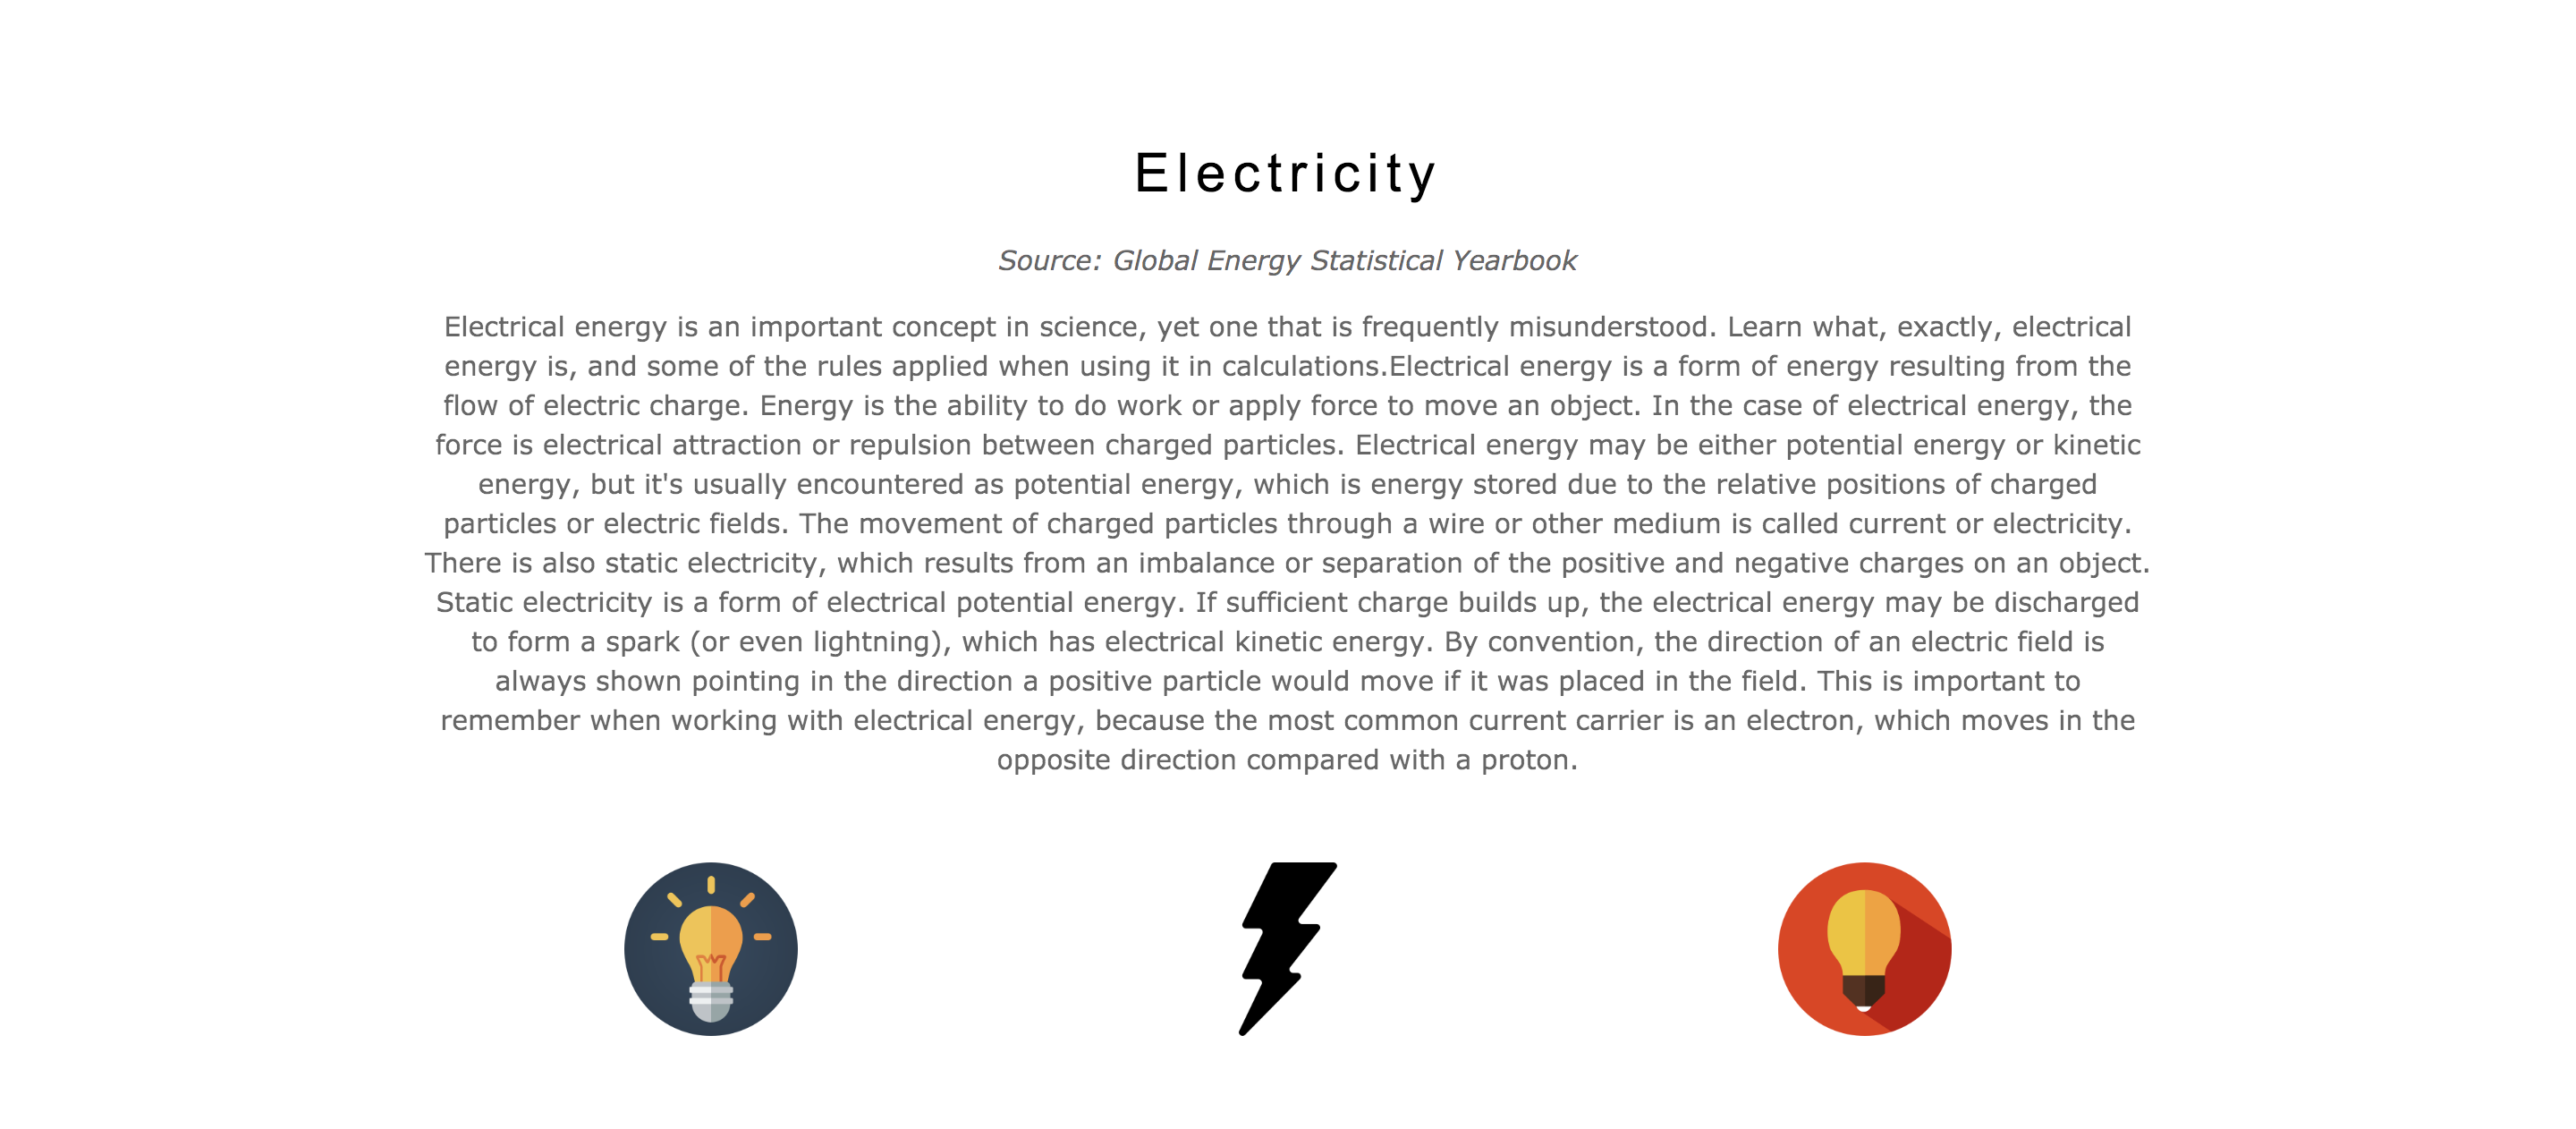 Electricity
Source: Global Energy Statistical Yearbook
Electrical energy is an important concept in science, yet one that is frequently misunderstood. Learn what, exactly, electrical
energy is, and some of the rules applied when using it in calculations.Electrical energy is a form of energy resulting from the
flow of electric charge. Energy is the ability to do work or apply force to move an object. In the case of electrical energy, the
force is electrical attraction or repulsion between charged particles. Electrical energy may be either potential energy or kinetic
energy, but it's usually encountered as potential energy, which is energy stored due to the relative positions of charged
particles or electric fields. The movement of charged particles through a wire or other medium is called current or electricity.
There is also static electricity, which results from an imbalance or separation of the positive and negative charges on an object.
Static electricity is a form of electrical potential energy. If sufficient charge builds up, the electrical energy may be discharged
to form a spark (or even lightning), which has electrical kinetic energy. By convention, the direction of an electric field is
always shown pointing in the direction a positive particle would move if it was placed in the field. This is important to
remember when working with electrical energy, because the most common current carrier is an electron, which moves in the
opposite direction compared with a proton.